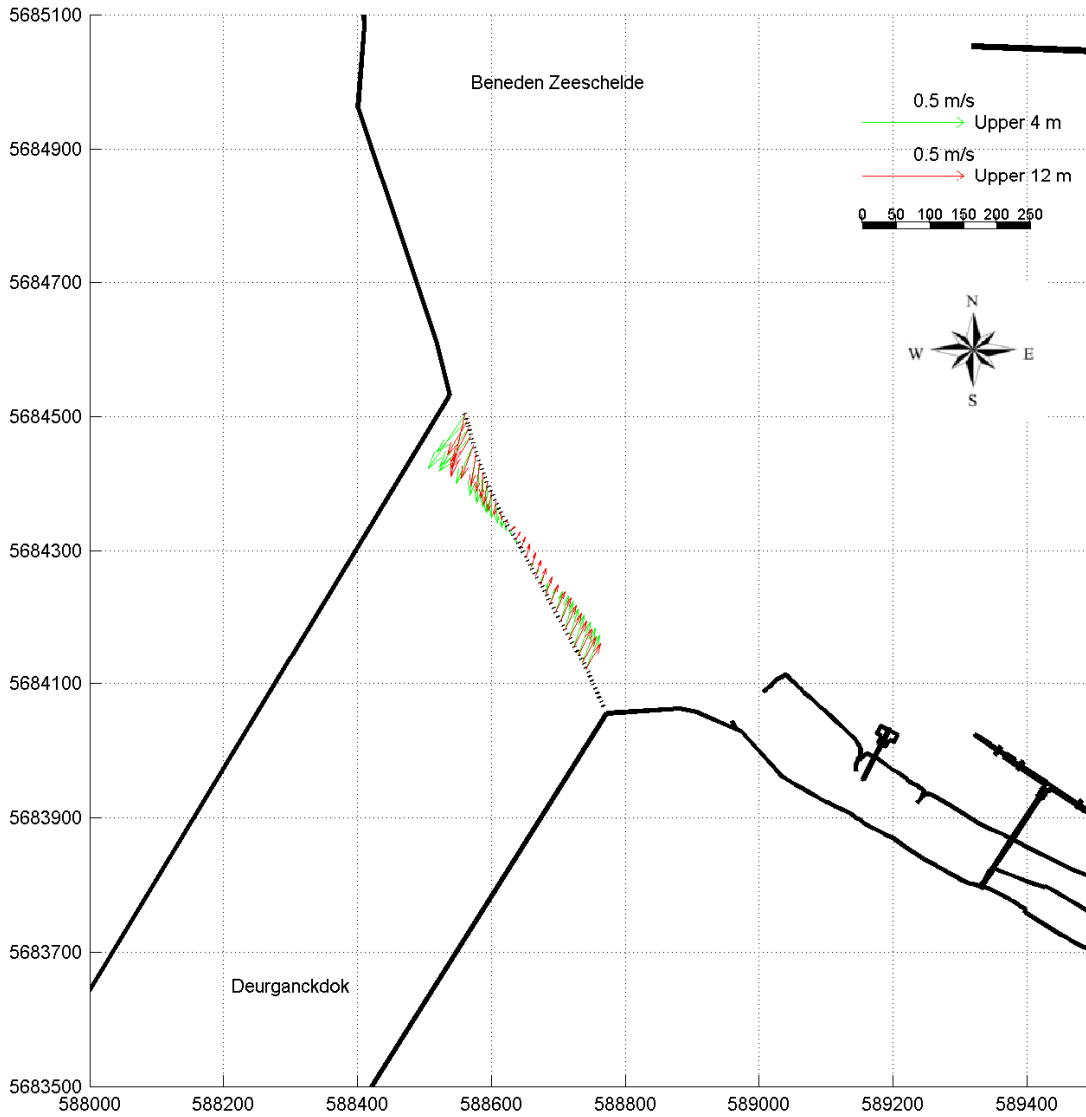 5685100
Beneden Zeeschelde
0.5 m/s
Upper 4 m
5684900
0.5 m/s
Upper 12 m
0 50 100 150 200 250
5684700
N
W E
S
5684500
5684300
5684100
5683900
5683700
Deurganckdok
5683500
588000 588200 588400 588600 588800 589000 589200 589400